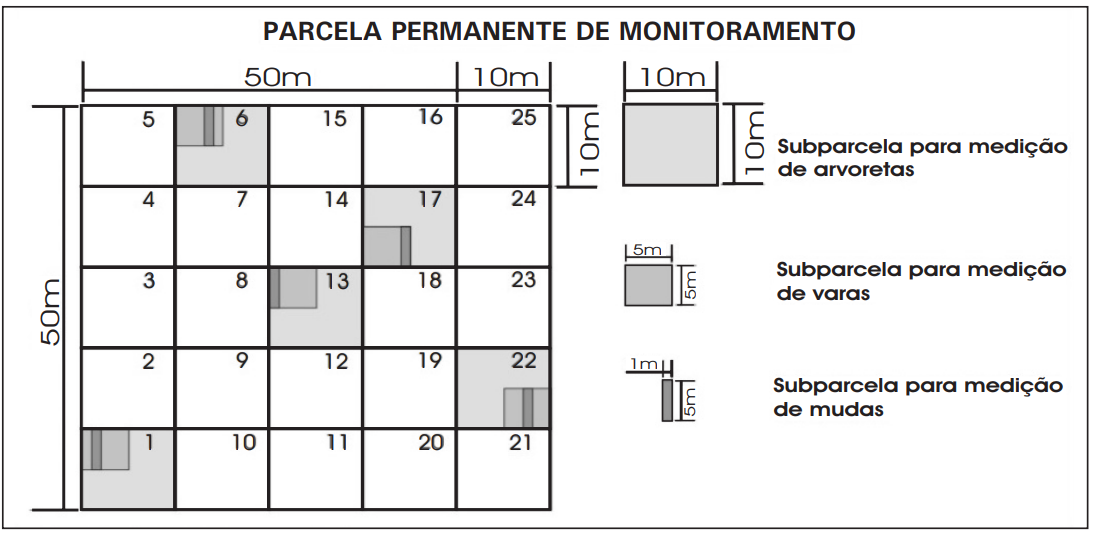 PARCELA PERMANENTE DE MONITORAMENTO
50m 10m 10m
5 6 15 16 25
10m 10m
Subparcela para medição
de arvoretas
4 7 14 17 24
50m
3 8 13 18 23
5m
5m
Subparcela para medição
de varas
2 9 12 19 22
1m
5m
Subparcela para medição
de mudas
1 10 11 20 21